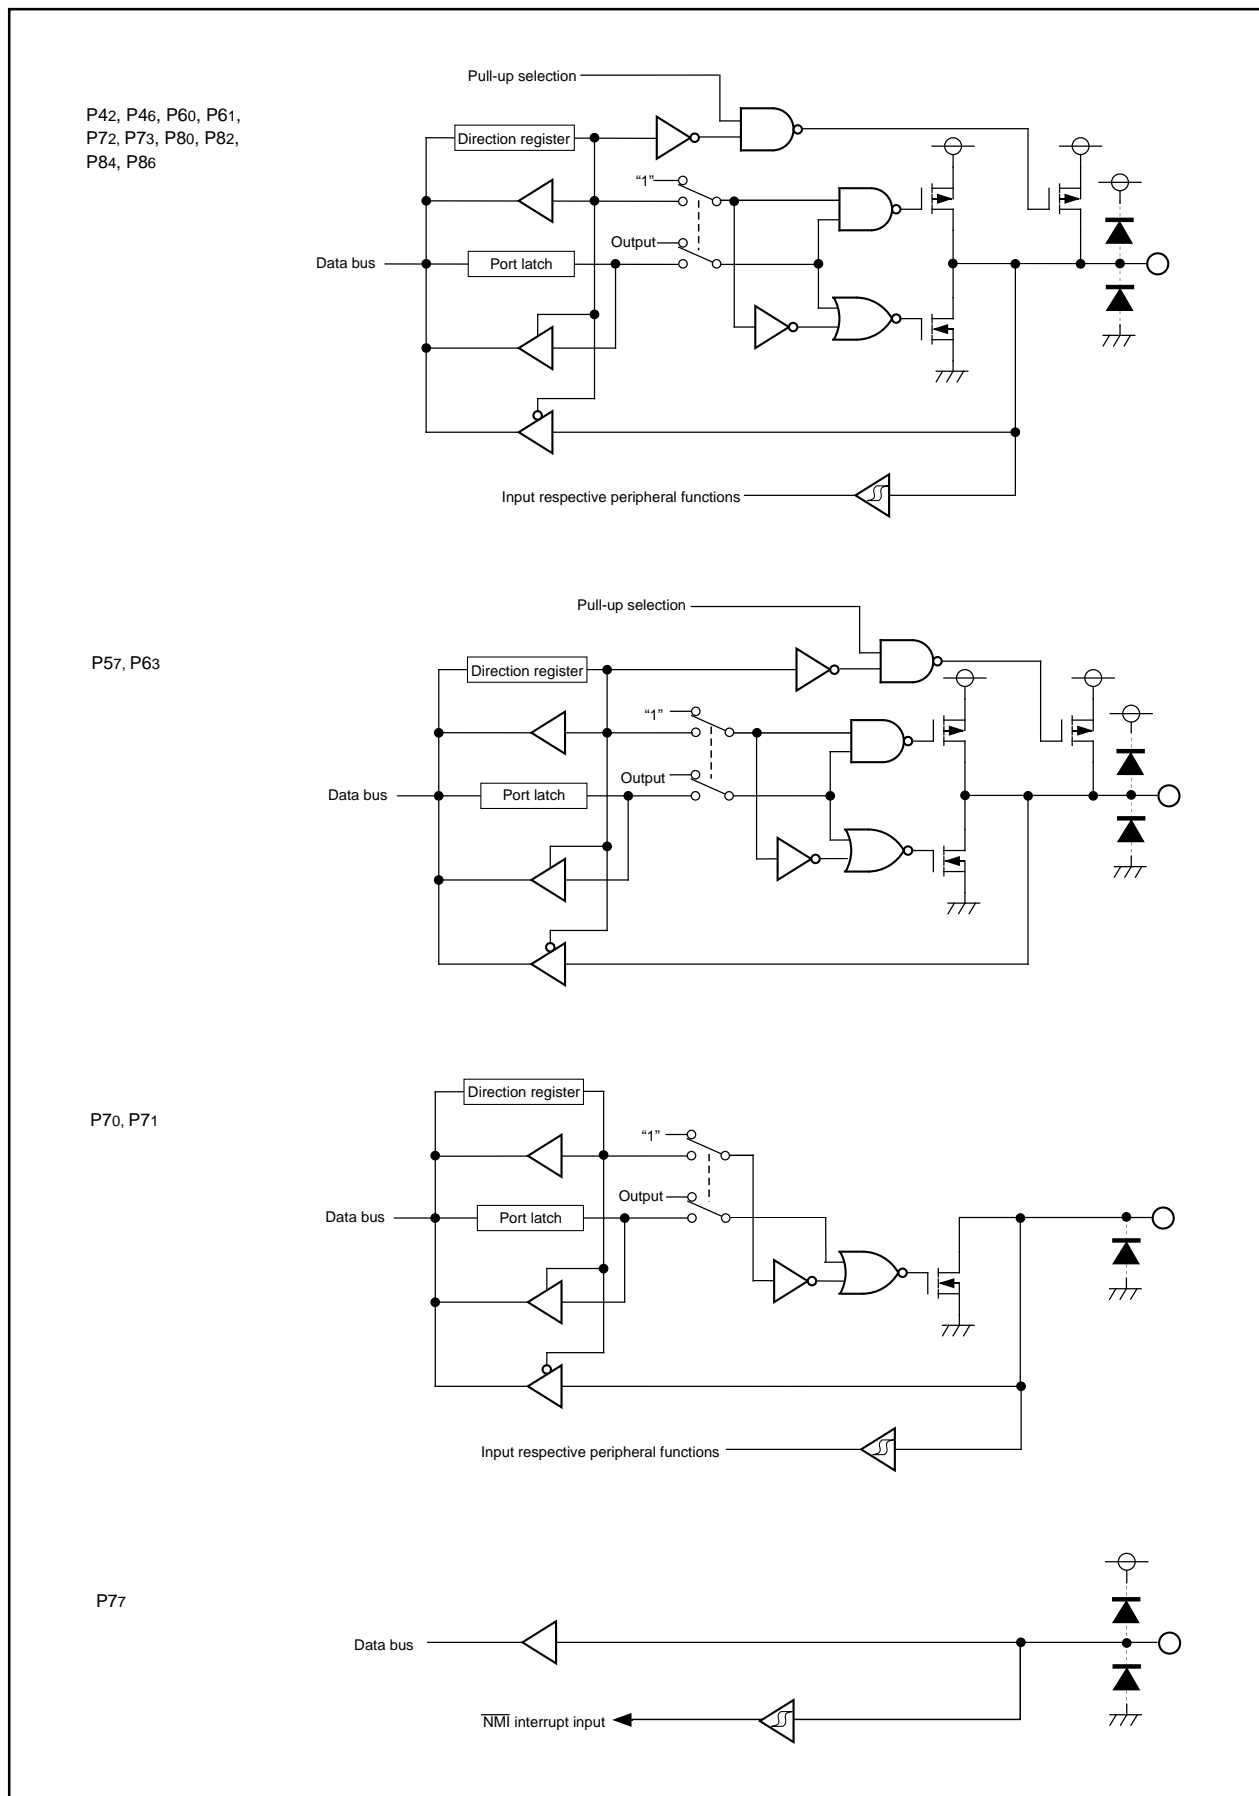 Pull-up selection
P42, P46, P60, P61,
P72, P73, P80, P82,
P84, P86
Direction register
“1”
Output
Data bus
Port latch
Input respective peripheral functions
Pull-up selection
P57, P63
Direction register
“1”
Output
Data bus
Port latch
Direction register
P70, P71
“1”
Output
Data bus
Port latch
Input respective peripheral functions
P77
Data bus
NMI interrupt input